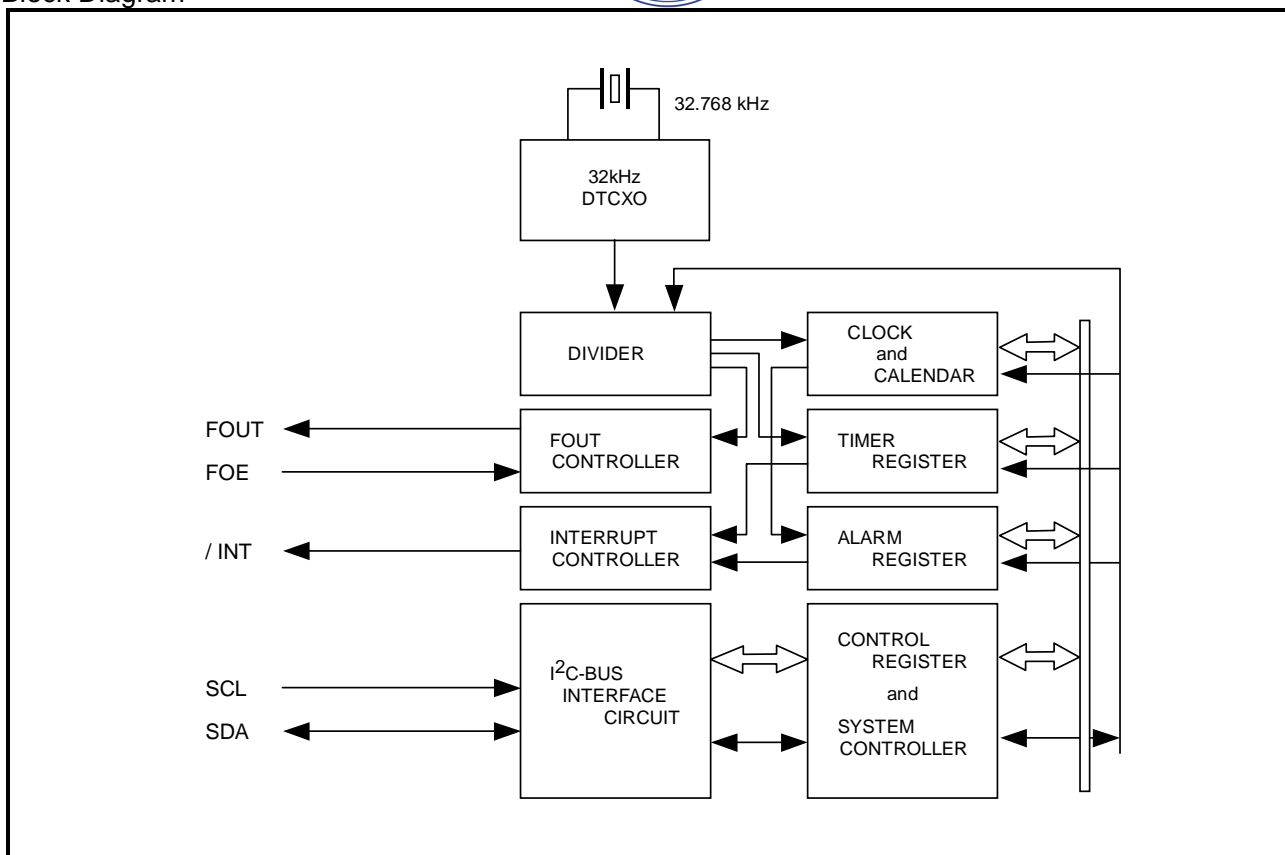 Block Diagram
32.768 kHz
32kHz
DTCXO
DIVIDER
CLOCK
and
CALENDAR
FOUT
FOE
FOUT
CONTROLLER
TIMER
REGISTER
/ INT
INTERRUPT
CONTROLLER
ALARM
REGISTER
SCL
SDA
I²C-BUS
INTERFACE
CIRCUIT
CONTROL
REGISTER
and
SYSTEM
CONTROLLER